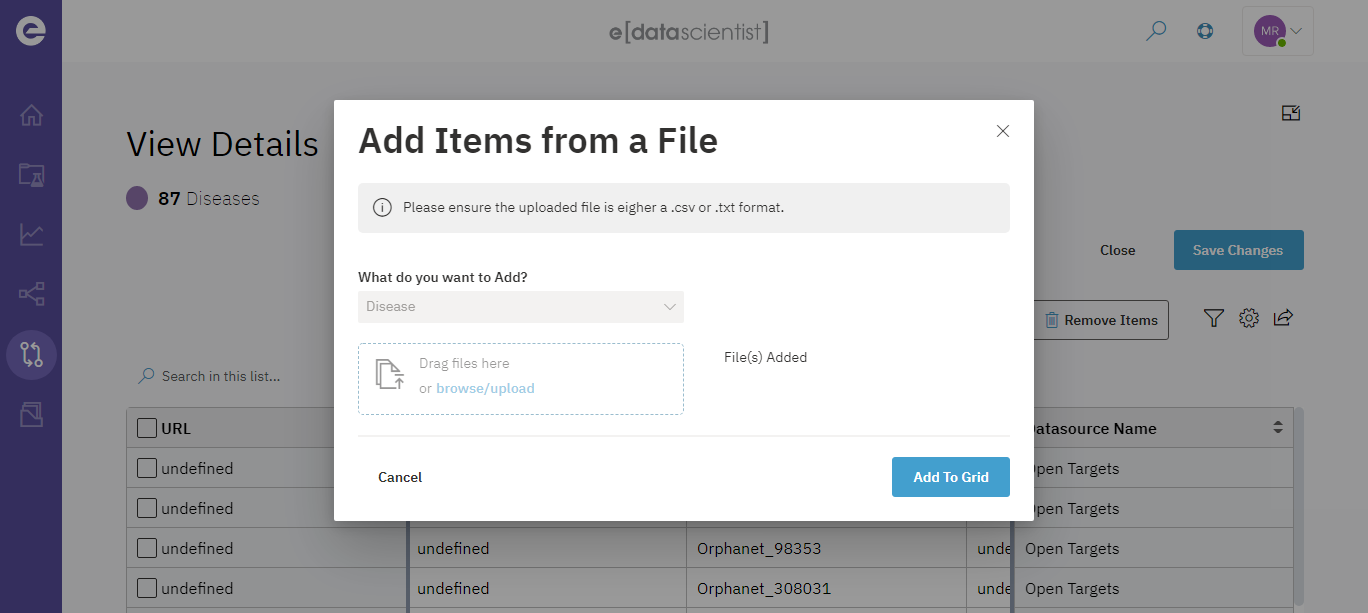 e[datascientist]
MR
View Details
87 Diseases
Add Items from a File
Please ensure the uploaded file is eigher a .csv or .txt format.
What do you want to Add?
Disease
Drag files here
or browse/upload
File(s) Added
Cancel
Add To Grid
Close
Save Changes
Remove Items
Search in this list...
URL
Datasource Name
undefined
Open Targets
undefined
Open Targets
undefined undefined Orphanet_98353 unde Open Targets
undefined undefined Orphanet_308031 unde Open Targets